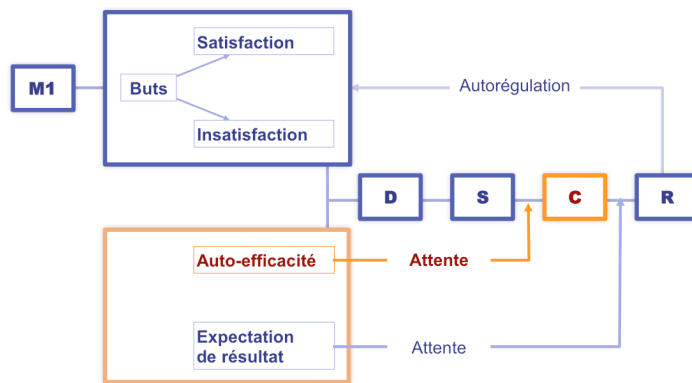 Satisfaction
M1
Buts
Autorégulation
Insatisfaction
D
S
C
R
Auto-efficacité
Attente
Expectation
de résultat
Attente